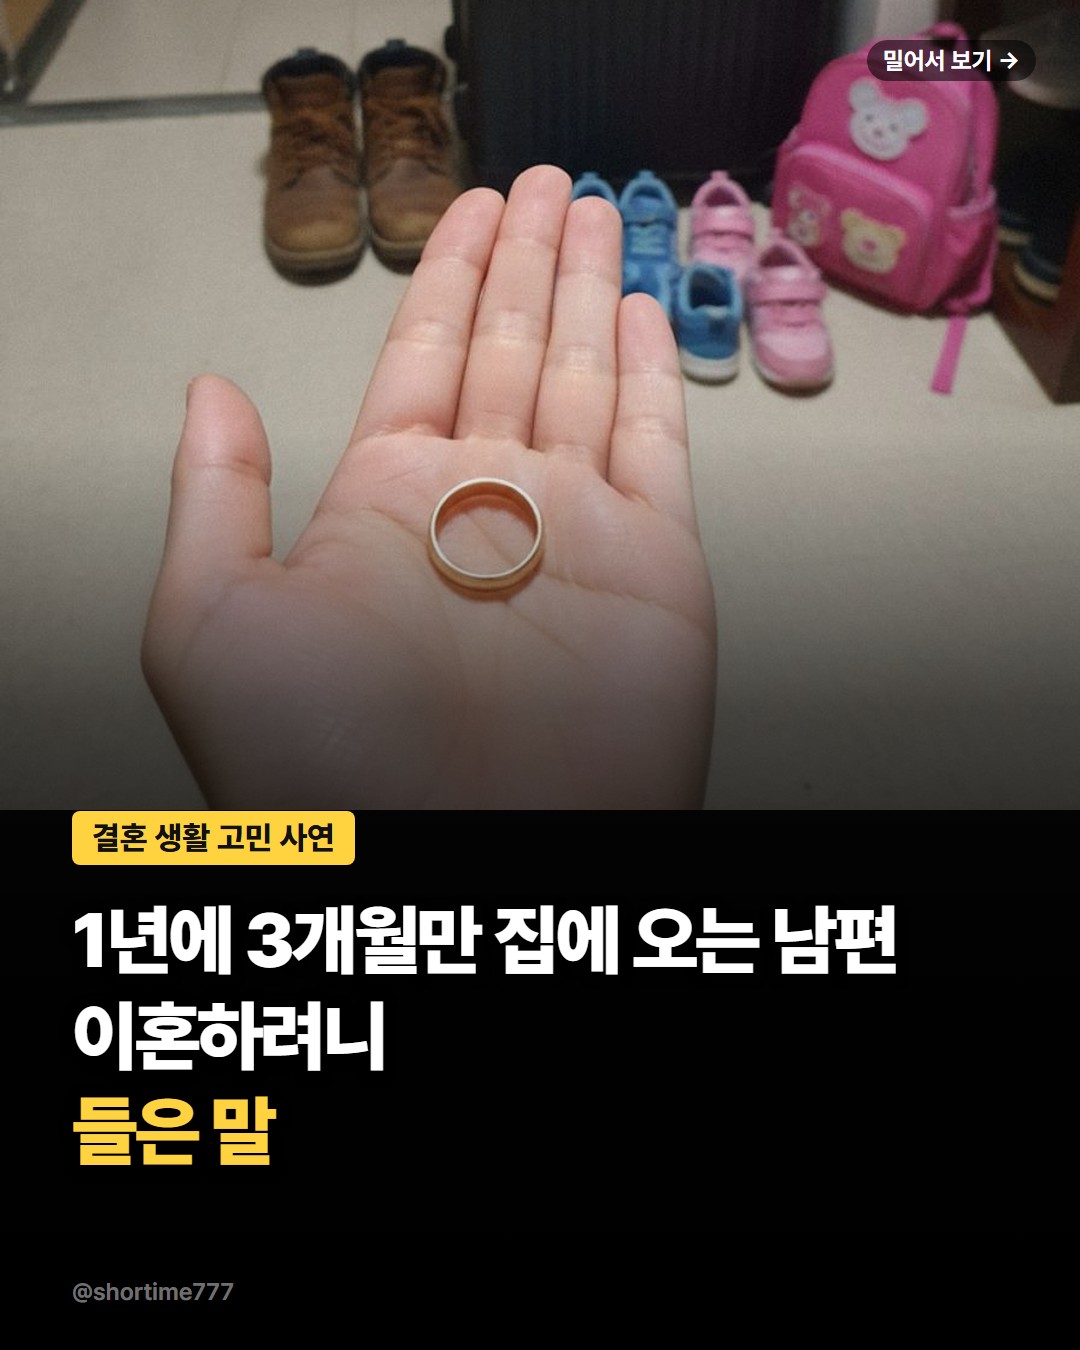 밀어서 보기 →
결혼 생활 고민 사연
1년에 3개월만 집에 오는 남편
이혼하려니
들은 말
@shortime777